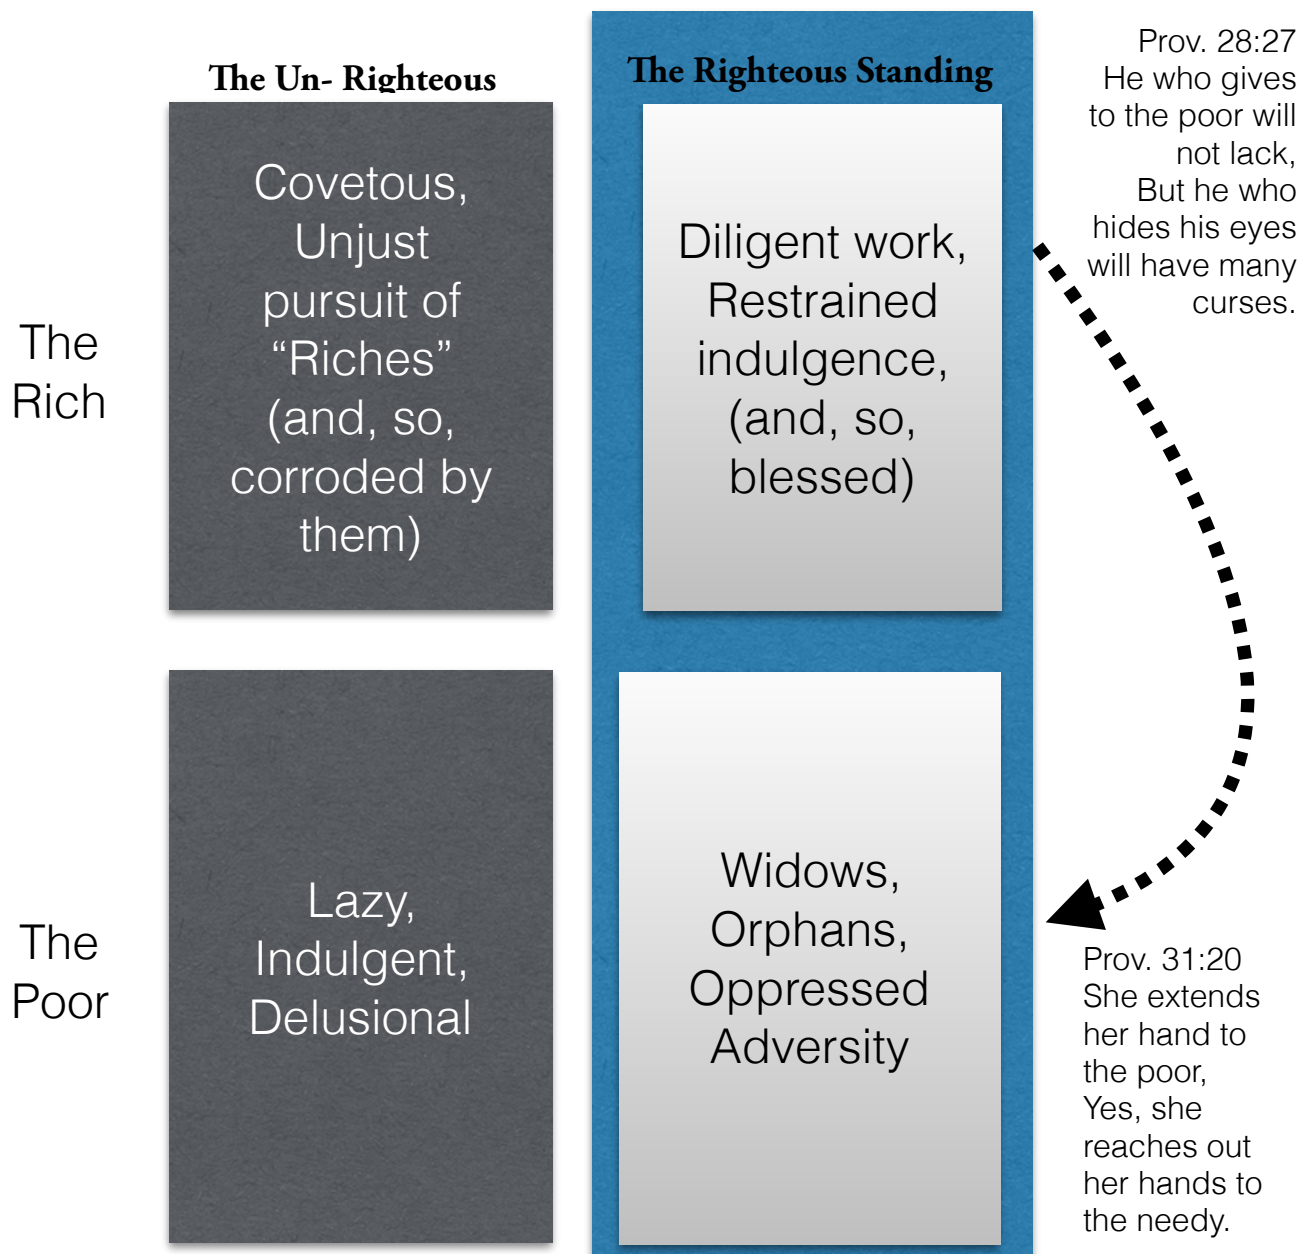 The Un- Righteous
The Righteous Standing
Prov. 28:27
He who gives
to the poor will
not lack,
But he who
hides his eyes
will have many
curses.
The
Rich
Covetous,
Unjust
pursuit of
“Riches”
(and, so,
corroded by
them)
Diligent work,
Restrained
indulgence,
(and, so,
blessed)
The
Poor
Lazy,
Indulgent,
Delusional
Widows,
Orphans,
Oppressed
Adversity
Prov. 31:20
She extends
her hand to
the poor,
Yes, she
reaches out
her hands to
the needy.